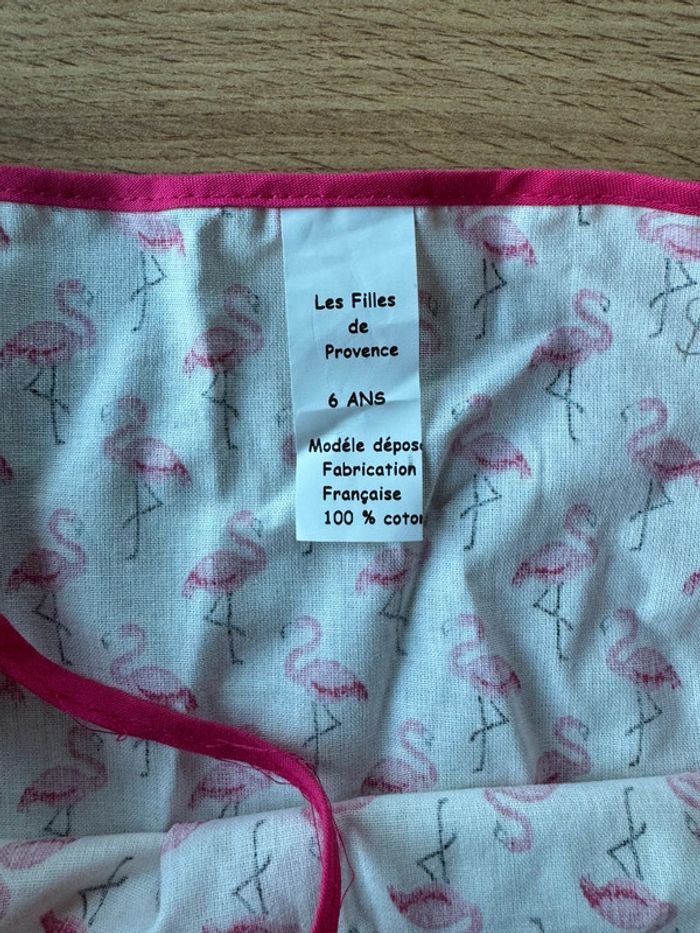 Les Filles
de
Provence
6 ANS
Modéle dépos
Fabrication
Française
100 % coto